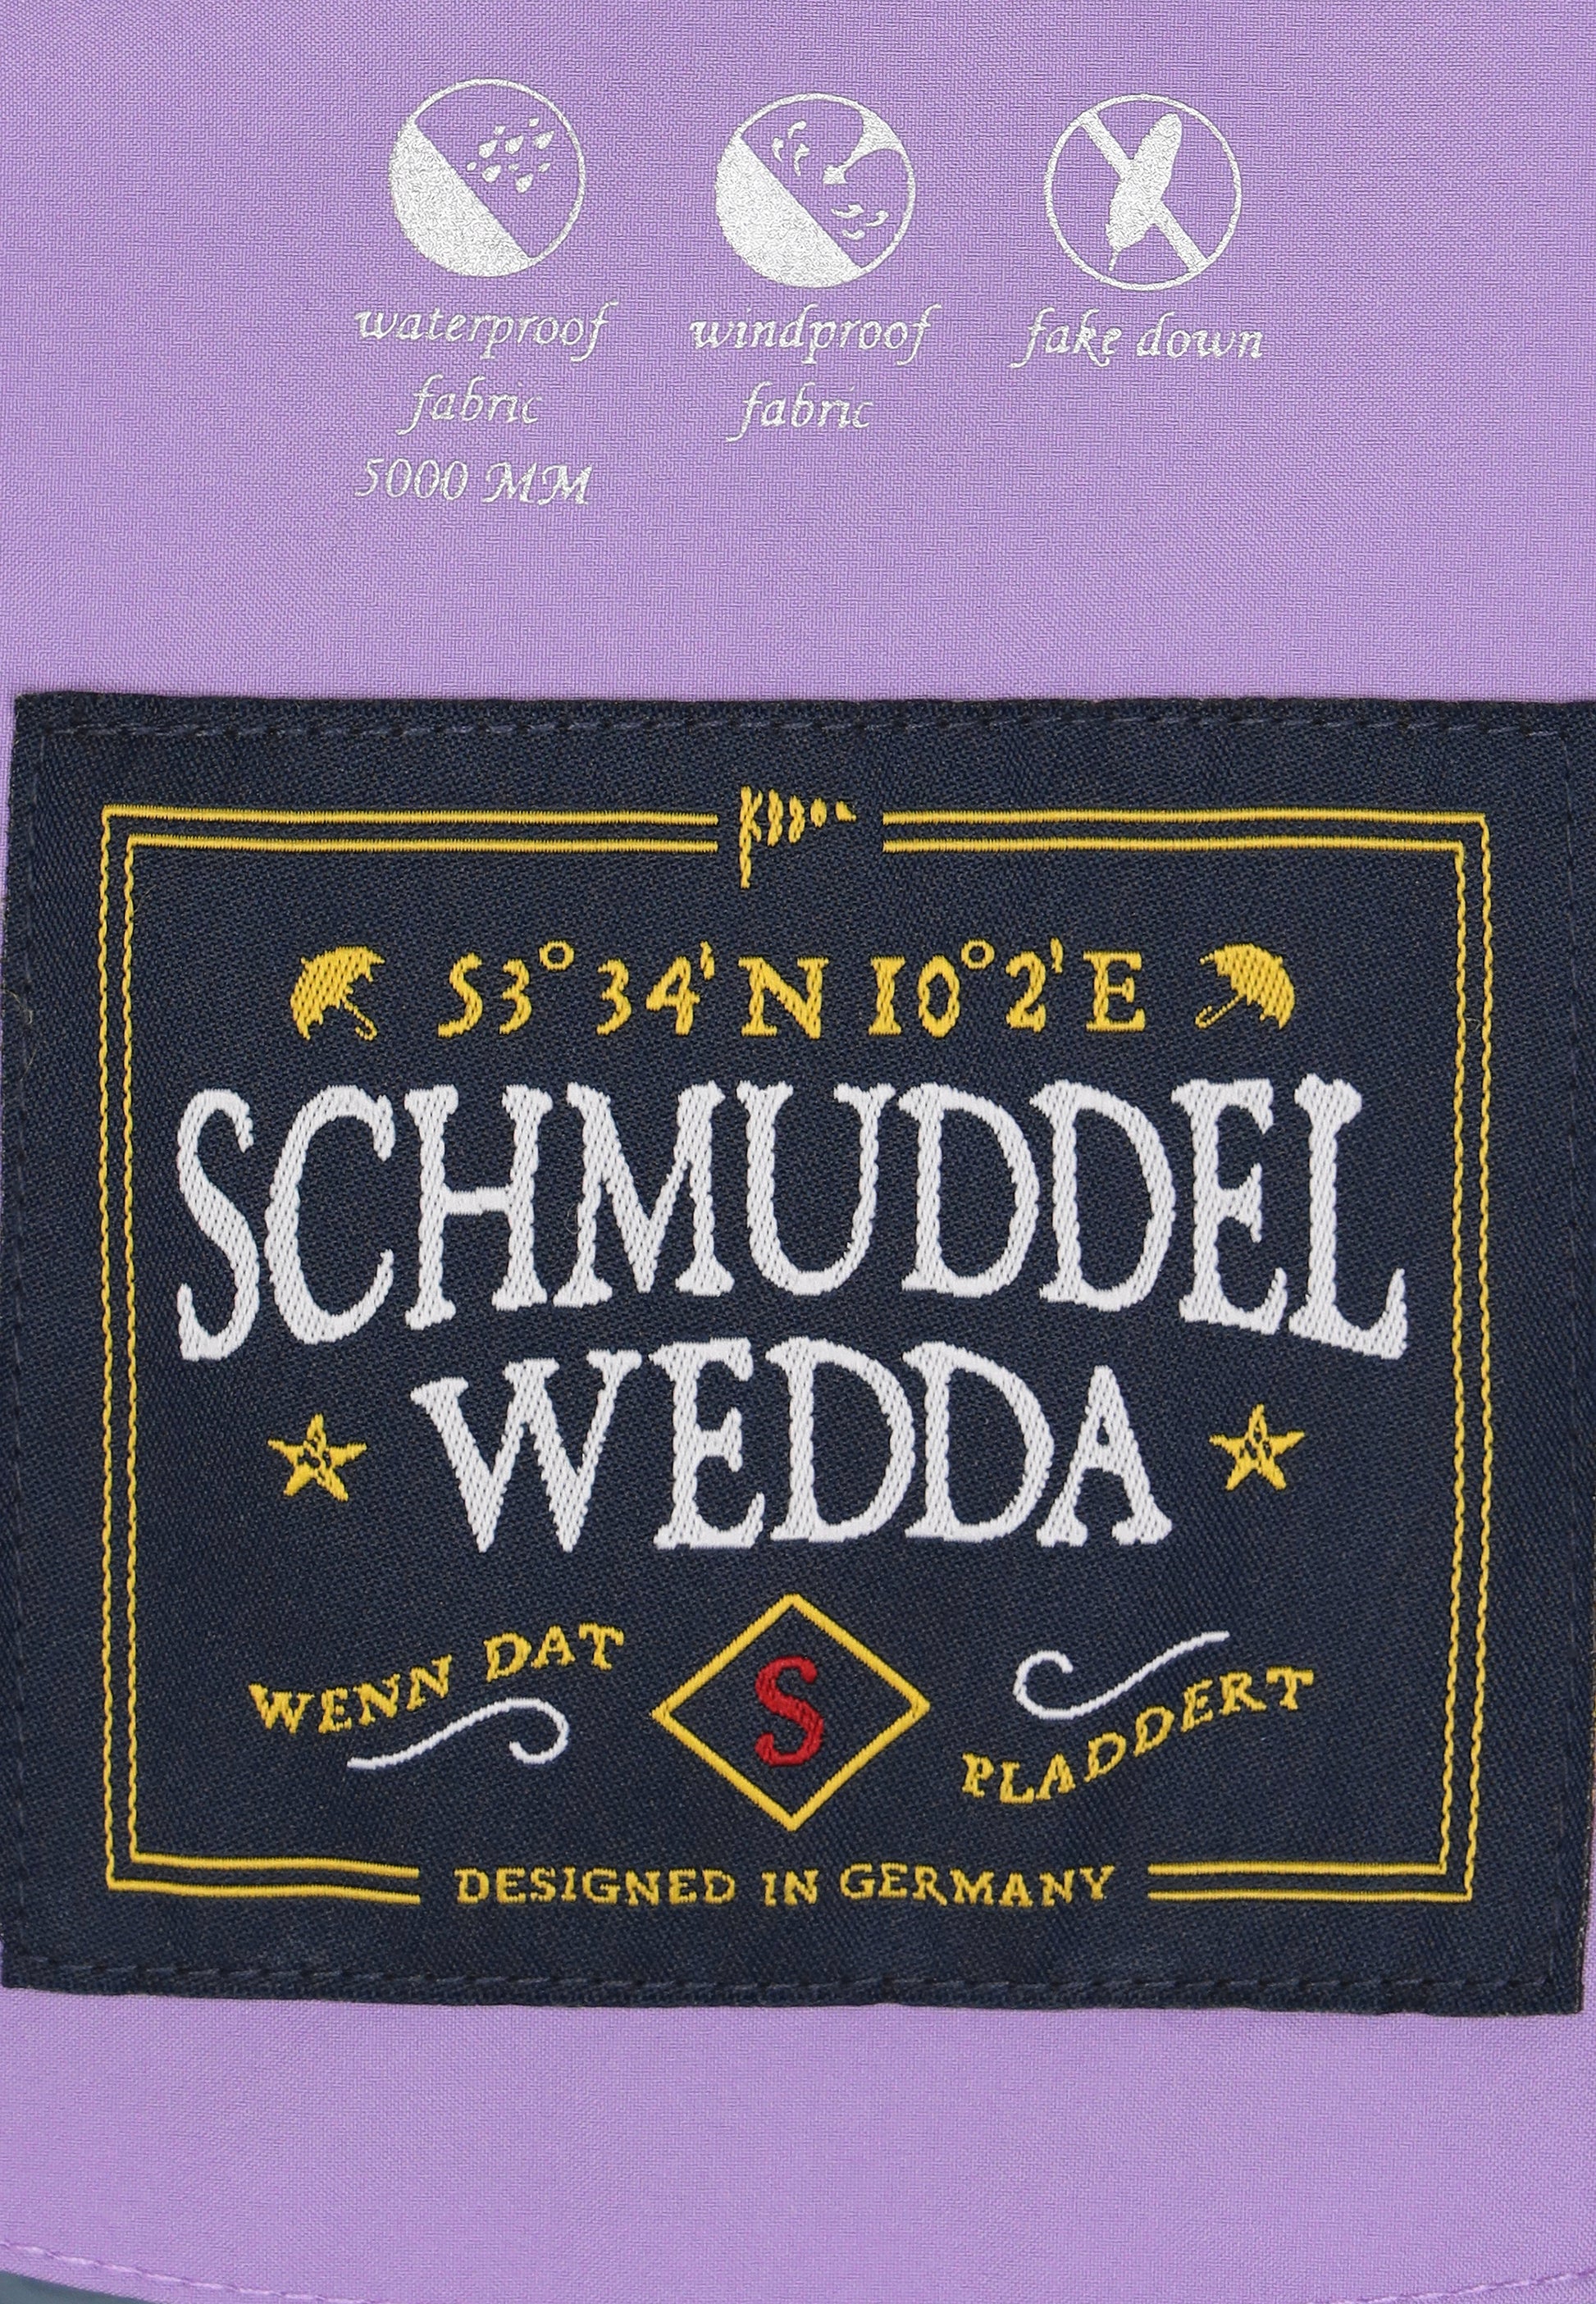 waterproof
fabric
5000 MM
windproof
fabric
fake down
53° 34' N 10° 2' E
SCHMUDDEL
WEDDA
WENN DAT
S
PLADDERT
DESIGNED IN GERMANY